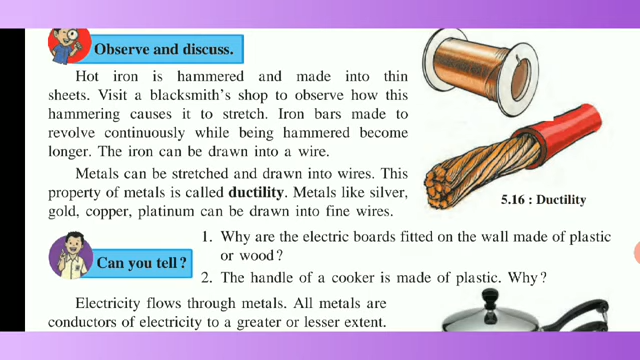 Observe and discuss.
Hot iron is hammered and made into thin
sheets. Visit a blacksmith's shop to observe how this
hammering causes it to stretch. Iron bars made to
revolve continuously while being hammered become
longer. The iron can be drawn into a wire.
Metals can be stretched and drawn into wires. This
property of metals is called ductility. Metals like silver,
gold, copper, platinum can be drawn into fine wires.
5.16 : Ductility
Can you tell ?
1. Why are the electric boards fitted on the wall made of plastic
or wood?
2. The handle of a cooker is made of plastic. Why?
Electricity flows through metals. All metals are
conductors of electricity to a greater or lesser extent.